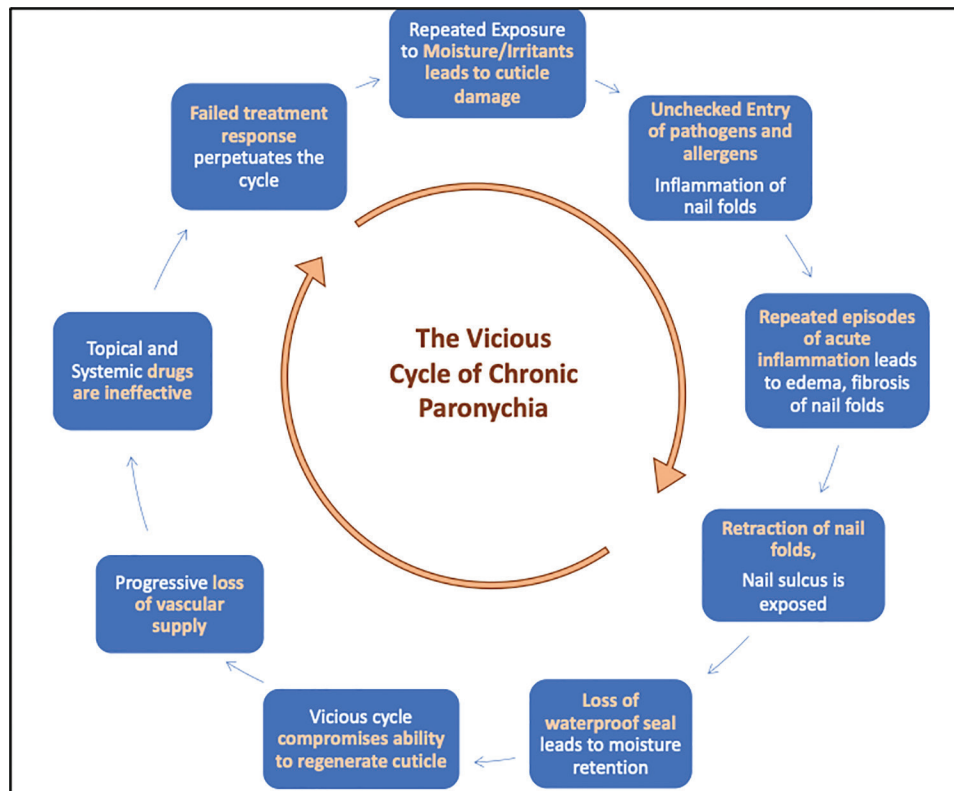 Repeated Exposure
to Moisture/Irritants
leads to cuticle
damage
Unchecked Entry
of pathogens and
allergens
Inflammation of
nail folds
Repeated episodes
of acute
inflammation leads
to edema, fibrosis
of nail folds
Retraction of nail
folds,
Nail sulcus is
exposed
Loss of
waterproof seal
leads to moisture
retention
Vicious cycle
compromises ability
to regenerate cuticle
Progressive loss
of vascular
supply
Topical and
Systemic drugs
are ineffective
Failed treatment
response
perpetuates the
cycle
The Vicious
Cycle of Chronic
Paronychia